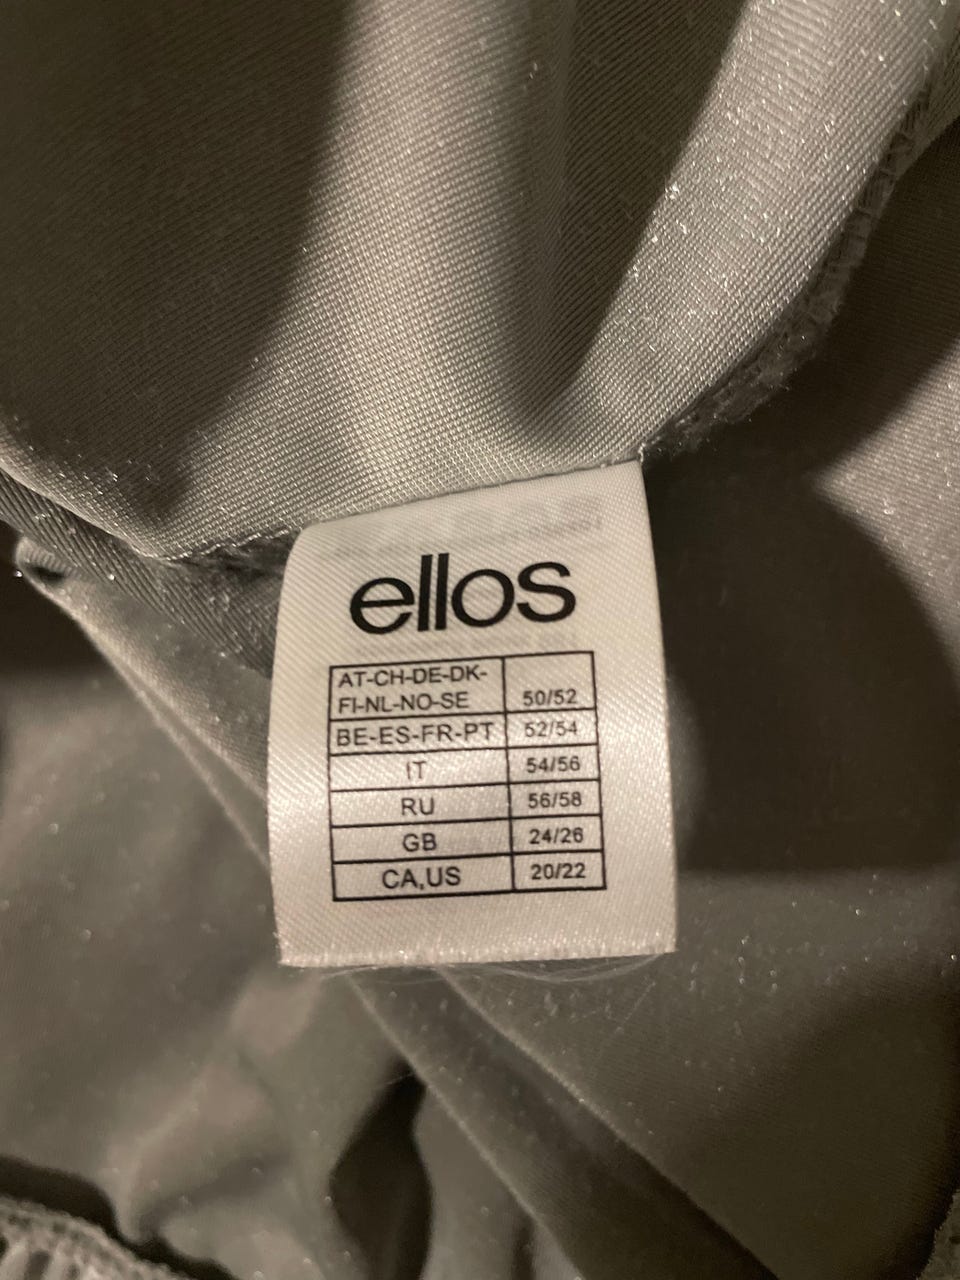 ellos
AT-CH-DE-DK-
FI-NL-NO-SE 50/52
BE-ES-FR-PT 52/54
IT 54/56
RU 56/58
GB 24/26
CA,US 20/22